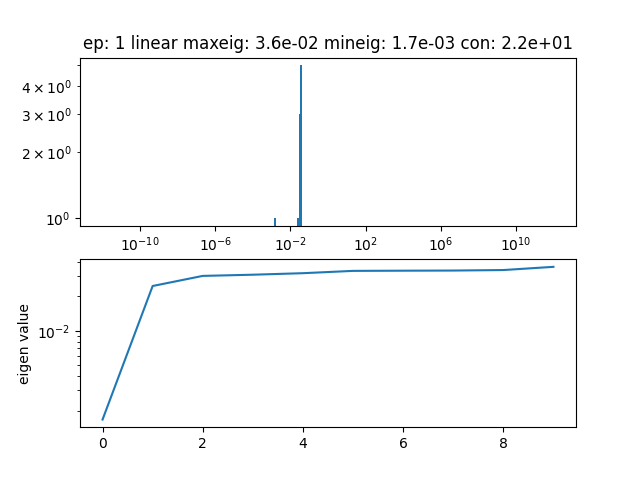 ep: 1 linear maxeig: 3.6e-02 mineig: 1.7e-03 con: 2.2e+01
4 × 10⁰
3 × 10⁰
2 × 10⁰
10⁰
10⁻¹⁰ 10⁻⁶ 10⁻² 10² 10⁶ 10¹⁰
eigen value
10⁻²
0 2 4 6 8